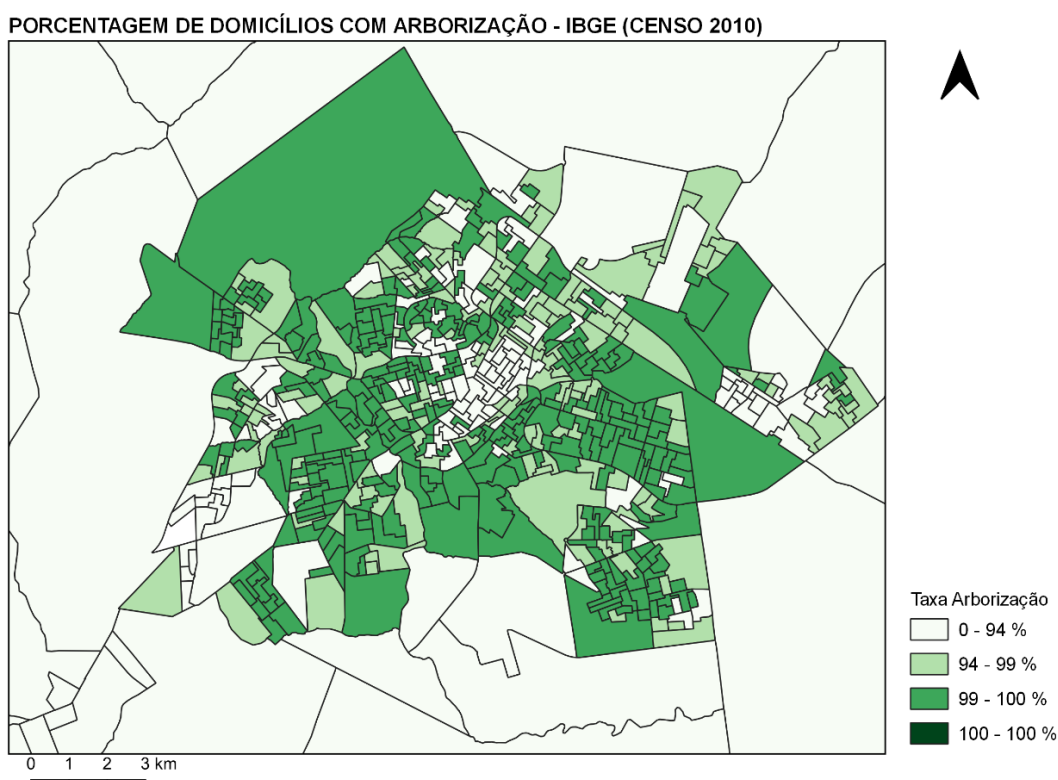 PORCENTAGEM DE DOMICÍLIOS COM ARBORIZAÇÃO - IBGE (CENSO 2010)
Taxa Arborização
0 - 94 %
94 - 99 %
99 - 100 %
100 - 100 %
0 1 2 3 km